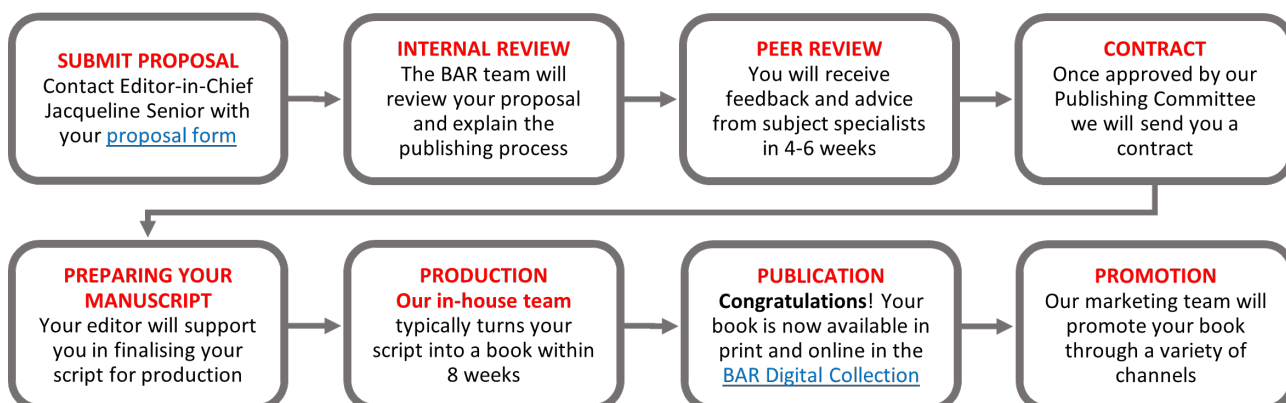 SUBMIT PROPOSAL
Contact Editor-in-Chief
Jacqueline Senior with
your proposal form
INTERNAL REVIEW
The BAR team will
review your proposal
and explain the
publishing process
PEER REVIEW
You will receive
feedback and advice
from subject specialists
in 4-6 weeks
CONTRACT
Once approved by our
Publishing Committee
we will send you a
contract
PREPARING YOUR
MANUSCRIPT
Your editor will support
you in finalising your
script for production
PRODUCTION
Our in-house team
typically turns your
script into a book within
8 weeks
PUBLICATION
Congratulations! Your
book is now available in
print and online in the
BAR Digital Collection
PROMOTION
Our marketing team will
promote your book
through a variety of
channels